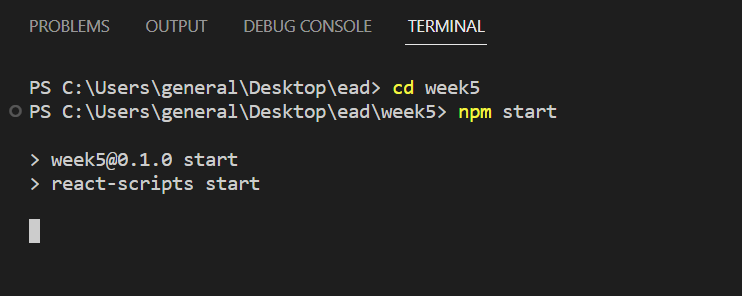 PROBLEMS OUTPUT DEBUG CONSOLE TERMINAL
PS C:\Users\general\Desktop\ead> cd week5
PS C:\Users\general\Desktop\ead\week5> npm start
> week5@0.1.0 start
> react-scripts start